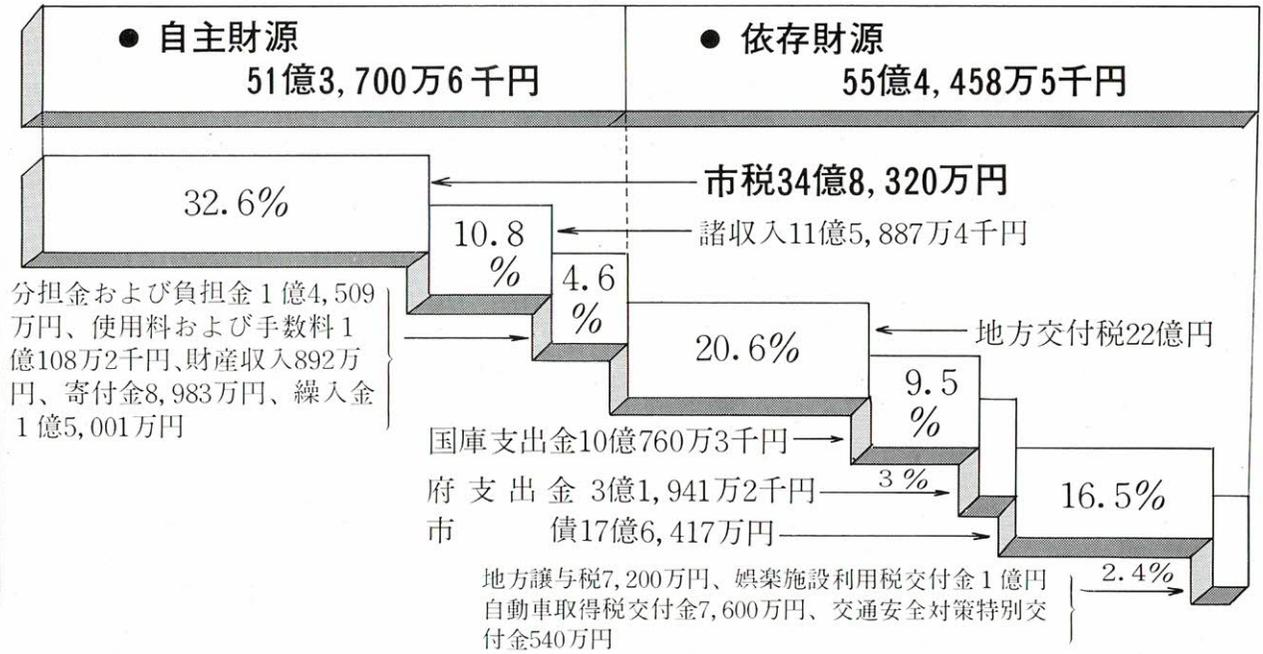 ● 自主財源
51億3,700万6千円
● 依存財源
55億4,458万5千円
32.6%
市税34億8,320万円
10.8
%
諸収入11億5,887万4千円
4.6
%
分担金および負担金1億4,509
万円、使用料および手数料1
億108万2千円、財産収入892万
円、寄付金8,983万円、繰入金
1億5,001万円
20.6%
地方交付税22億円
9.5
%
国庫支出金10億760万3千円
府支出金 3億1,941万2千円
3%
市 債17億6,417万円
16.5%
地方譲与税7,200万円、娯楽施設利用税交付金1億円
自動車取得税交付金7,600万円、交通安全対策特別交
付金540万円
2.4%